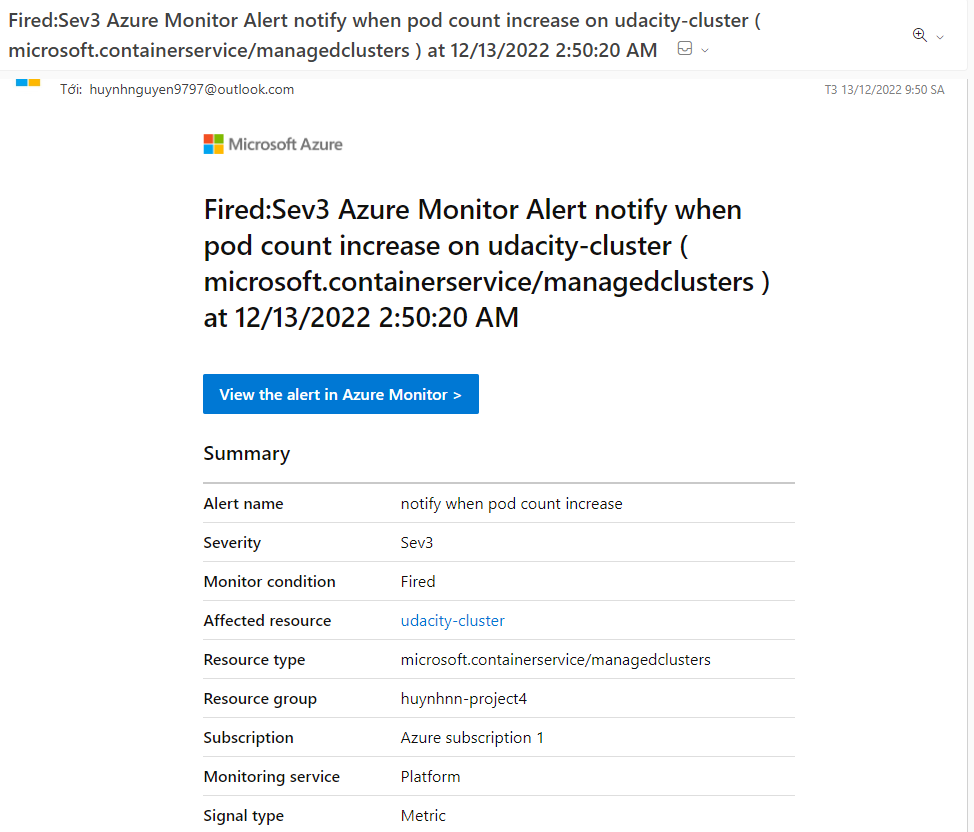 Fired:Sev3 Azure Monitor Alert notify when pod count increase on udacity-cluster (
microsoft.containerservice/managedclusters ) at 12/13/2022 2:50:20 AM
Tới: huynhnguyen9797@outlook.com
T3 13/12/2022 9:50 SA
Microsoft Azure
Fired:Sev3 Azure Monitor Alert notify when
pod count increase on udacity-cluster (
microsoft.containerservice/managedclusters )
at 12/13/2022 2:50:20 AM
View the alert in Azure Monitor >
Summary
Alert name notify when pod count increase
Severity Sev3
Monitor condition Fired
Affected resource udacity-cluster
Resource type microsoft.containerservice/managedclusters
Resource group huynhnn-project4
Subscription Azure subscription 1
Monitoring service Platform
Signal type Metric